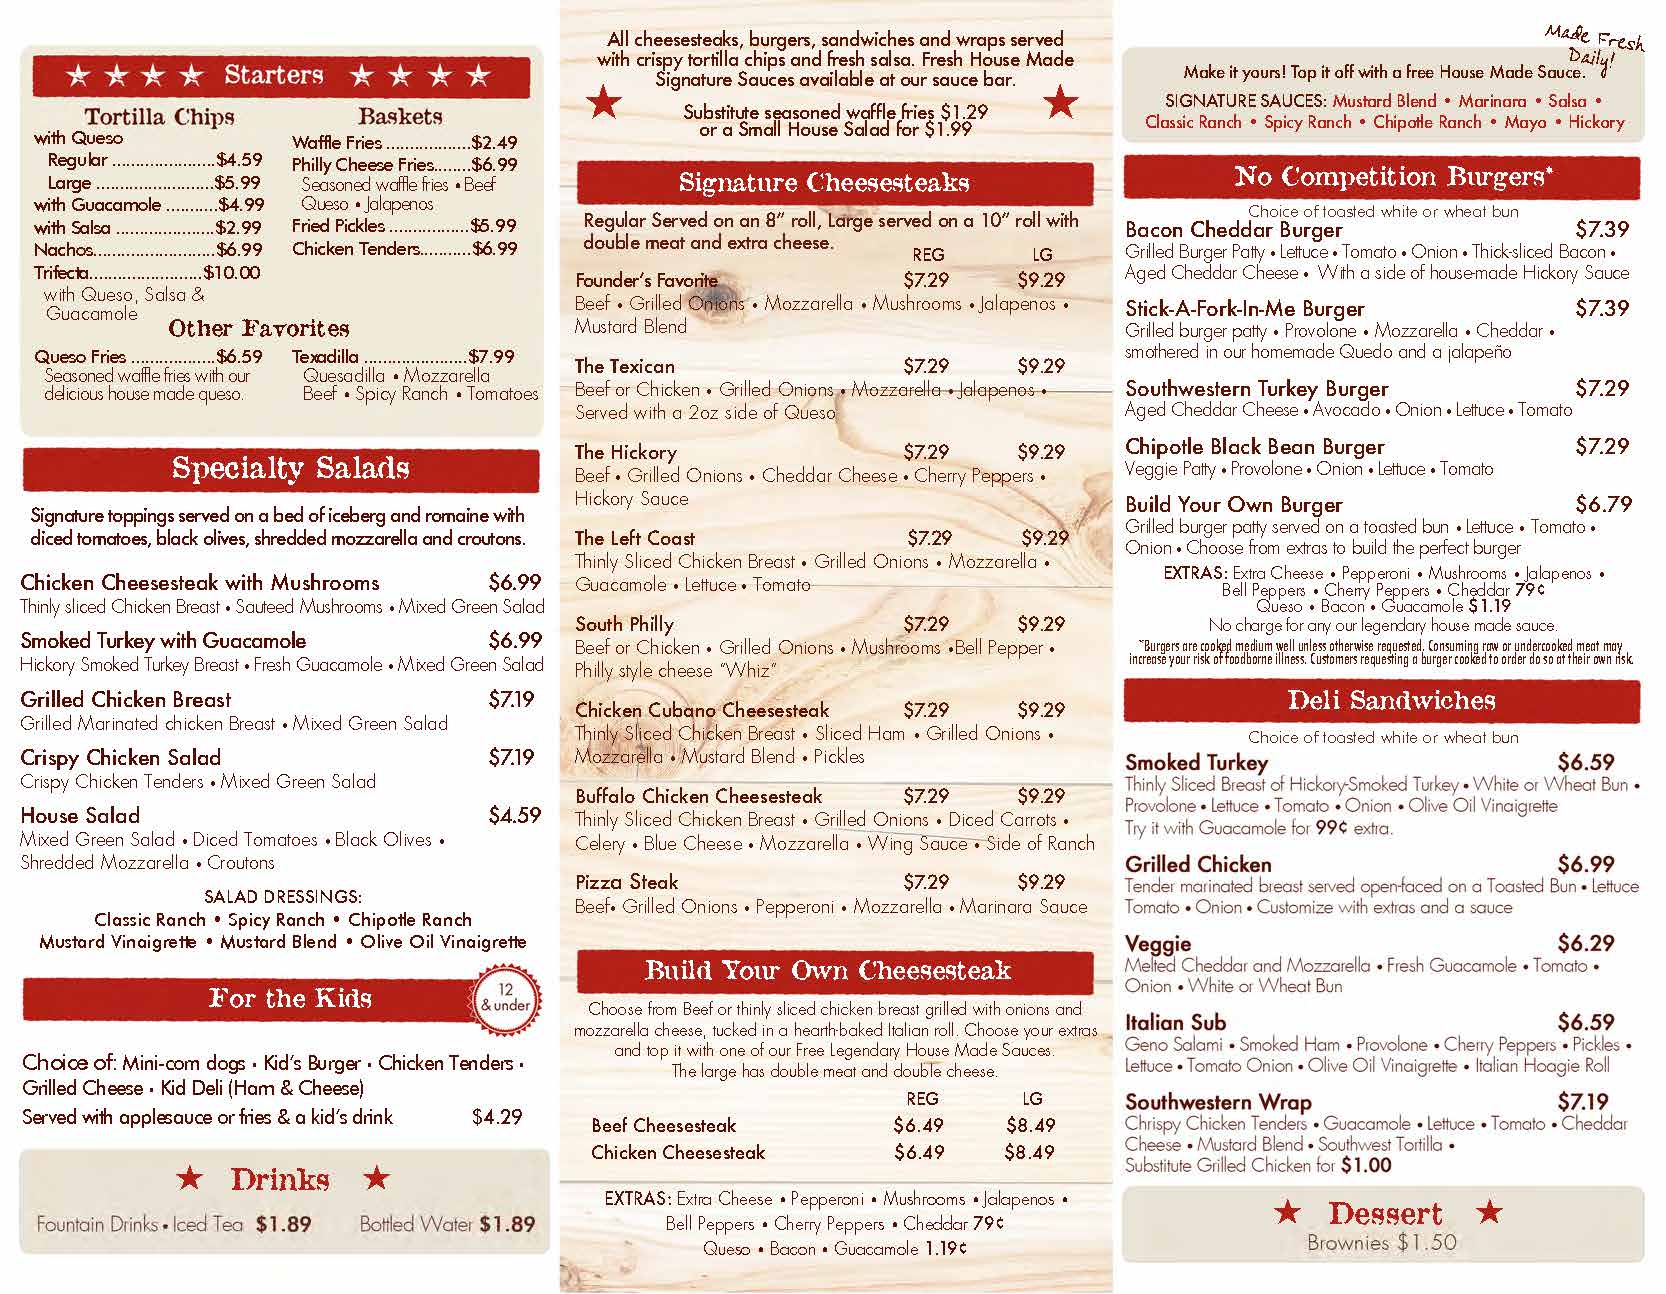 ★ ★ ★ ★ Starters ★ ★ ★ ★
Tortilla Chips
with Queso
Regular ......................$4.59
Large .........................$5.99
with Guacamole ...........$4.99
with Salsa .....................$2.99
Nachos..........................$6.99
Trifecta........................$10.00
with Queso, Salsa &
Guacamole
Baskets
Waffle Fries ..................$2.49
Philly Cheese Fries........$6.99
Seasoned waffle fries • Beef
Queso • Jalapenos
Fried Pickles .................$5.99
Chicken Tenders...........$6.99
Other Favorites
Queso Fries ..................$6.59
Seasoned waffle fries with our
delicious house made queso.
Texadilla ......................$7.99
Quesadilla • Mozzarella
Beef • Spicy Ranch • Tomatoes
Specialty Salads
Signature toppings served on a bed of iceberg and romaine with
diced tomatoes, black olives, shredded mozzarella and croutons.
Chicken Cheesesteak with Mushrooms $6.99
Thinly sliced Chicken Breast • Sauteed Mushrooms • Mixed Green Salad
Smoked Turkey with Guacamole $6.99
Hickory Smoked Turkey Breast • Fresh Guacamole • Mixed Green Salad
Grilled Chicken Breast $7.19
Grilled Marinated chicken Breast • Mixed Green Salad
Crispy Chicken Salad $7.19
Crispy Chicken Tenders • Mixed Green Salad
House Salad $4.59
Mixed Green Salad • Diced Tomatoes • Black Olives •
Shredded Mozzarella • Croutons
SALAD DRESSINGS:
Classic Ranch • Spicy Ranch • Chipotle Ranch
Mustard Vinaigrette • Mustard Blend • Olive Oil Vinaigrette
For the Kids
12
& under
Choice of: Mini-corn dogs • Kid's Burger • Chicken Tenders •
Grilled Cheese • Kid Deli (Ham & Cheese)
Served with applesauce or fries & a kid's drink $4.29
★ Drinks ★
Fountain Drinks • Iced Tea $1.89 Bottled Water $1.89
All cheesesteaks, burgers, sandwiches and wraps served
with crispy tortilla chips and fresh salsa. Fresh House Made
Signature Sauces available at our sauce bar.
Substitute seasoned waffle fries $1.29
or a Small House Salad for $1.99
Signature Cheesesteaks
Regular Served on an 8" roll, Large served on a 10" roll with
double meat and extra cheese.
REG LG
Founder's Favorite $7.29 $9.29
Beef • Grilled Onions • Mozzarella • Mushrooms • Jalapenos •
Mustard Blend
The Texican $7.29 $9.29
Beef or Chicken • Grilled Onions • Mozzarella • Jalapenos •
Served with a 2oz side of Queso
The Hickory $7.29 $9.29
Beef • Grilled Onions • Cheddar Cheese • Cherry Peppers •
Hickory Sauce
The Left Coast $7.29 $9.29
Thinly Sliced Chicken Breast • Grilled Onions • Mozzarella •
Guacamole • Lettuce • Tomato
South Philly $7.29 $9.29
Beef or Chicken • Grilled Onions • Mushrooms •Bell Pepper •
Philly style cheese "Whiz"
Chicken Cubano Cheesesteak $7.29 $9.29
Thinly Sliced Chicken Breast • Sliced Ham • Grilled Onions •
Mozzarella • Mustard Blend • Pickles
Buffalo Chicken Cheesesteak $7.29 $9.29
Thinly Sliced Chicken Breast • Grilled Onions • Diced Carrots •
Celery • Blue Cheese • Mozzarella • Wing Sauce • Side of Ranch
Pizza Steak $7.29 $9.29
Beef• Grilled Onions • Pepperoni • Mozzarella • Marinara Sauce
Build Your Own Cheesesteak
Choose from Beef or thinly sliced chicken breast grilled with onions and
mozzarella cheese, tucked in a hearth-baked Italian roll. Choose your extras
and top it with one of our Free Legendary House Made Sauces.
The large has double meat and double cheese.
REG LG
Beef Cheesesteak $6.49 $8.49
Chicken Cheesesteak $6.49 $8.49
EXTRAS: Extra Cheese • Pepperoni • Mushrooms • Jalapenos •
Bell Peppers • Cherry Peppers • Cheddar 79¢
Queso • Bacon • Guacamole 1.19¢
Made Fresh
Daily!
Make it yours! Top it off with a free House Made Sauce.
SIGNATURE SAUCES: Mustard Blend • Marinara • Salsa •
Classic Ranch • Spicy Ranch • Chipotle Ranch • Mayo • Hickory
No Competition Burgers*
Choice of toasted white or wheat bun
Bacon Cheddar Burger $7.39
Grilled Burger Patty • Lettuce • Tomato • Onion • Thick-sliced Bacon •
Aged Cheddar Cheese • With a side of house-made Hickory Sauce
Stick-A-Fork-In-Me Burger $7.39
Grilled burger patty • Provolone • Mozzarella • Cheddar •
smothered in our homemade Quedo and a jalapeño
Southwestern Turkey Burger $7.29
Aged Cheddar Cheese • Avocado • Onion • Lettuce • Tomato
Chipotle Black Bean Burger $7.29
Veggie Patty • Provolone • Onion • Lettuce • Tomato
Build Your Own Burger $6.79
Grilled burger patty served on a toasted bun • Lettuce • Tomato •
Onion • Choose from extras to build the perfect burger
EXTRAS: Extra Cheese • Pepperoni • Mushrooms • Jalapenos •
Bell Peppers • Cherry Peppers • Cheddar 79¢
Queso • Bacon • Guacamole $1.19
No charge for any our legendary house made sauce.
*Burgers are cooked medium well unless otherwise requested. Consuming raw or undercooked meat may
increase your risk of foodborne illness. Customers requesting a burger cooked to order do so at their own risk.
Deli Sandwiches
Choice of toasted white or wheat bun
Smoked Turkey $6.59
Thinly Sliced Breast of Hickory-Smoked Turkey • White or Wheat Bun •
Provolone • Lettuce • Tomato • Onion • Olive Oil Vinaigrette
Try it with Guacamole for 99¢ extra.
Grilled Chicken $6.99
Tender marinated breast served open-faced on a Toasted Bun • Lettuce
Tomato • Onion • Customize with extras and a sauce
Veggie $6.29
Melted Cheddar and Mozzarella • Fresh Guacamole • Tomato •
Onion • White or Wheat Bun
Italian Sub $6.59
Geno Salami • Smoked Ham • Provolone • Cherry Peppers • Pickles •
Lettuce • Tomato Onion • Olive Oil Vinaigrette • Italian Hoagie Roll
Southwestern Wrap $7.19
Chrispy Chicken Tenders • Guacamole • Lettuce • Tomato • Cheddar
Cheese • Mustard Blend • Southwest Tortilla •
Substitute Grilled Chicken for $1.00
★ Dessert ★
Brownies $1.50